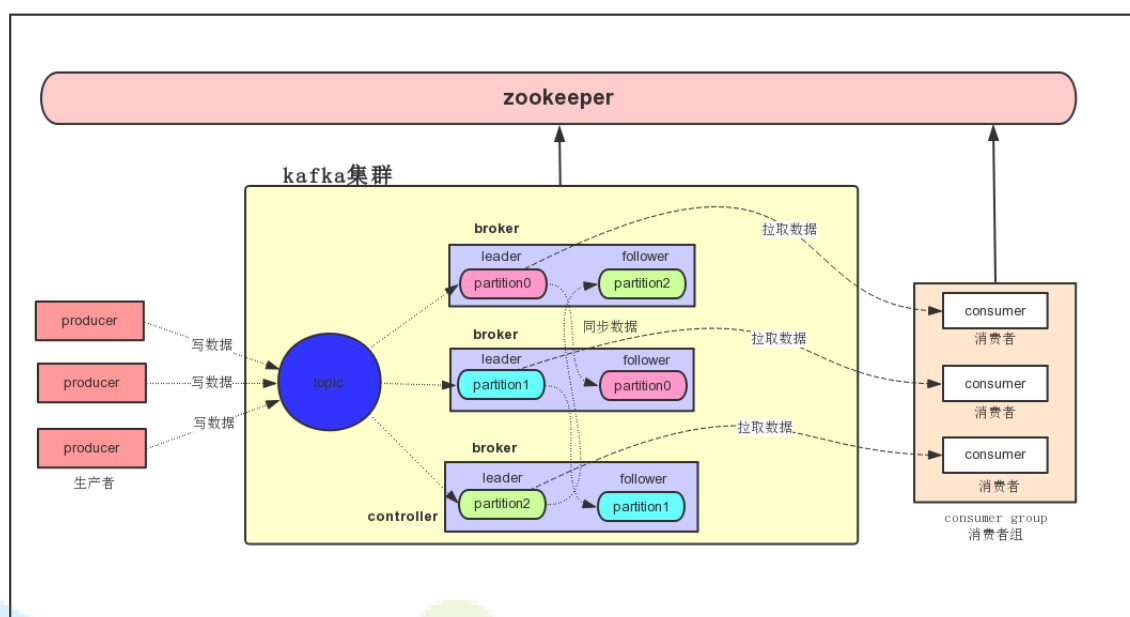 zookeeper
kafka集群
broker
leader
follower
partition0
partition2
拉取数据
producer
写数据
broker
同步数据
leader
follower
partition1
partition0
拉取数据
producer
写数据
topic
producer
写数据
生产者
broker
leader
follower
partition2
partition1
controller
拉取数据
consumer
消费者
consumer
消费者
consumer
消费者
consumer group
消费者组